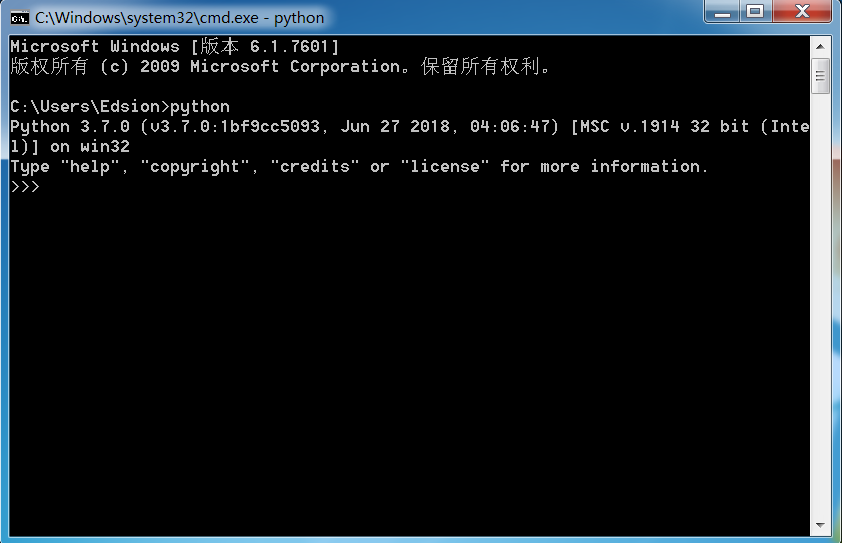 C:\Windows\system32\cmd.exe - python
Microsoft Windows [版本 6.1.7601]
版权所有 (c) 2009 Microsoft Corporation。保留所有权利。
C:\Users\Edsion>python
Python 3.7.0 (v3.7.0:1bf9cc5093, Jun 27 2018, 04:06:47) [MSC v.1914 32 bit (Inte
l)] on win32
Type "help", "copyright", "credits" or "license" for more information.
>>>